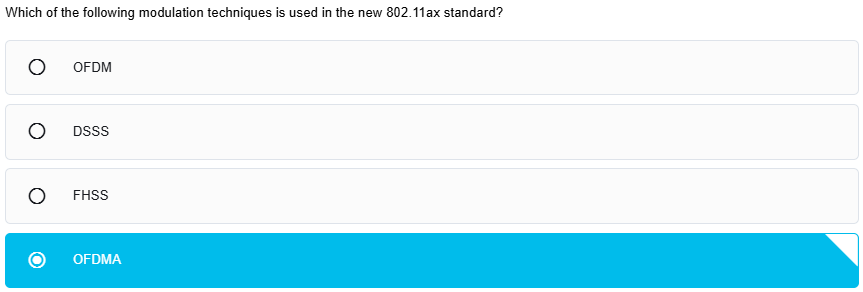 Which of the following modulation techniques is used in the new 802.11ax standard?
OFDM
DSSS
FHSS
OFDMA